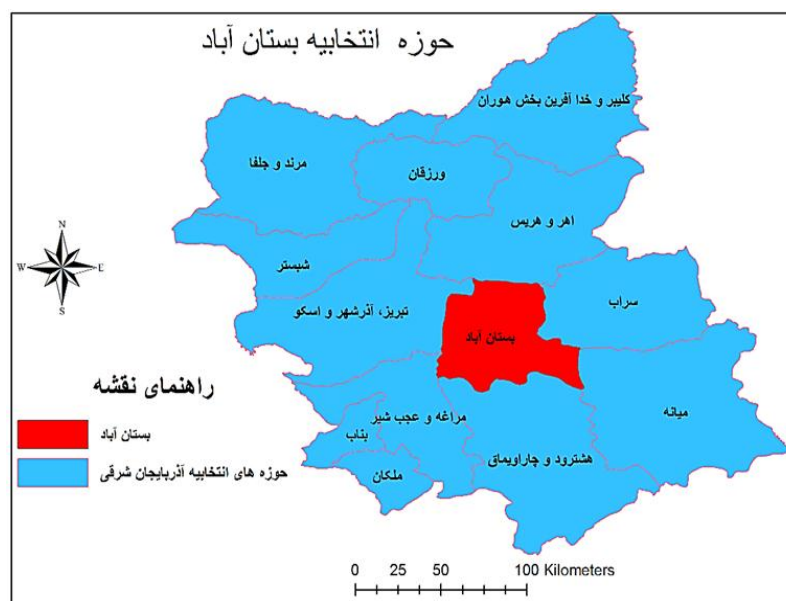 حوزه انتخابیه بستان آباد
کلیبر و خدا آفرین بخش هوران
مرند و جلفا
ورزقان
اهر و هریس
شبستر
سراب
تبریز، آذرشهر و اسکو
بستان آباد
میانه
مراغه و عجب شیر
بناب
هشترود و چاراویماق
ملکان
N
W
E
S
راهنمای نقشه
بستان آباد
حوزه های انتخابیه آذربایجان شرقی
0 25 50 100 Kilometers